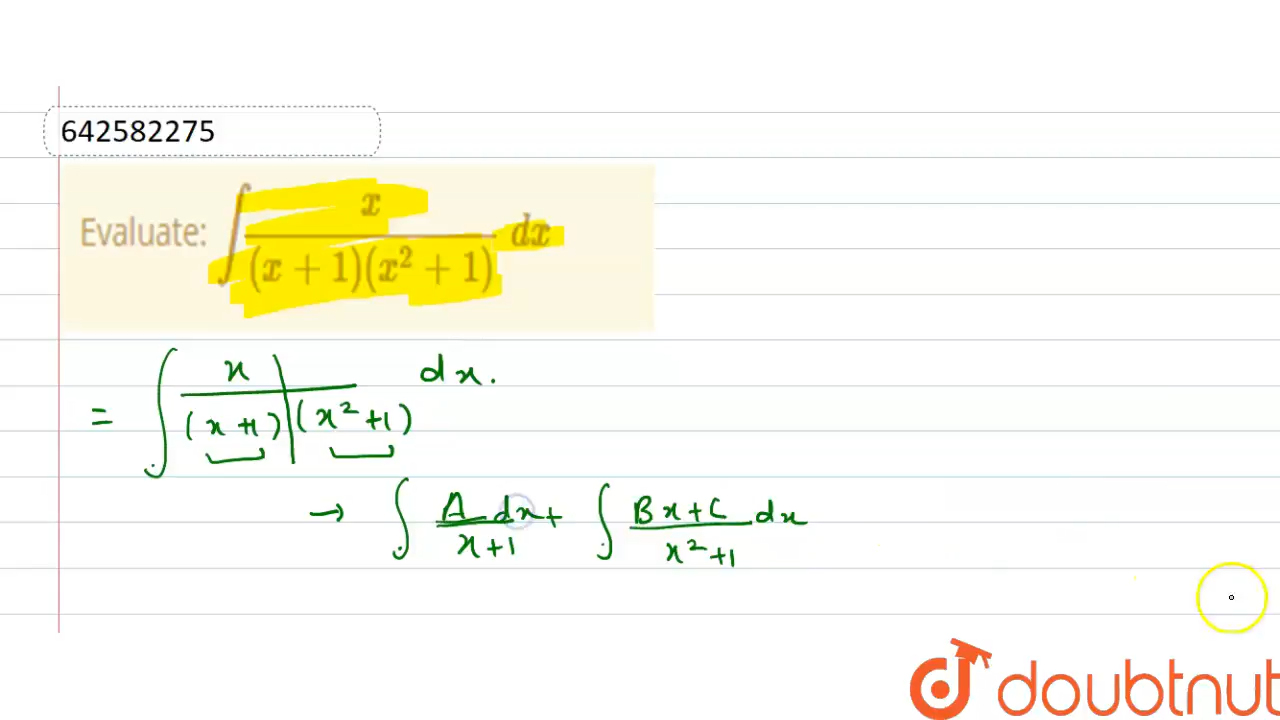 642582275
Evaluate: ∫ x / (x + 1)(x² + 1) dx
= ∫ x / (x+1) (x²+1) dx.
→ ∫ A / x+1 dx + ∫ Bx+C / x²+1 dx
doubtnut